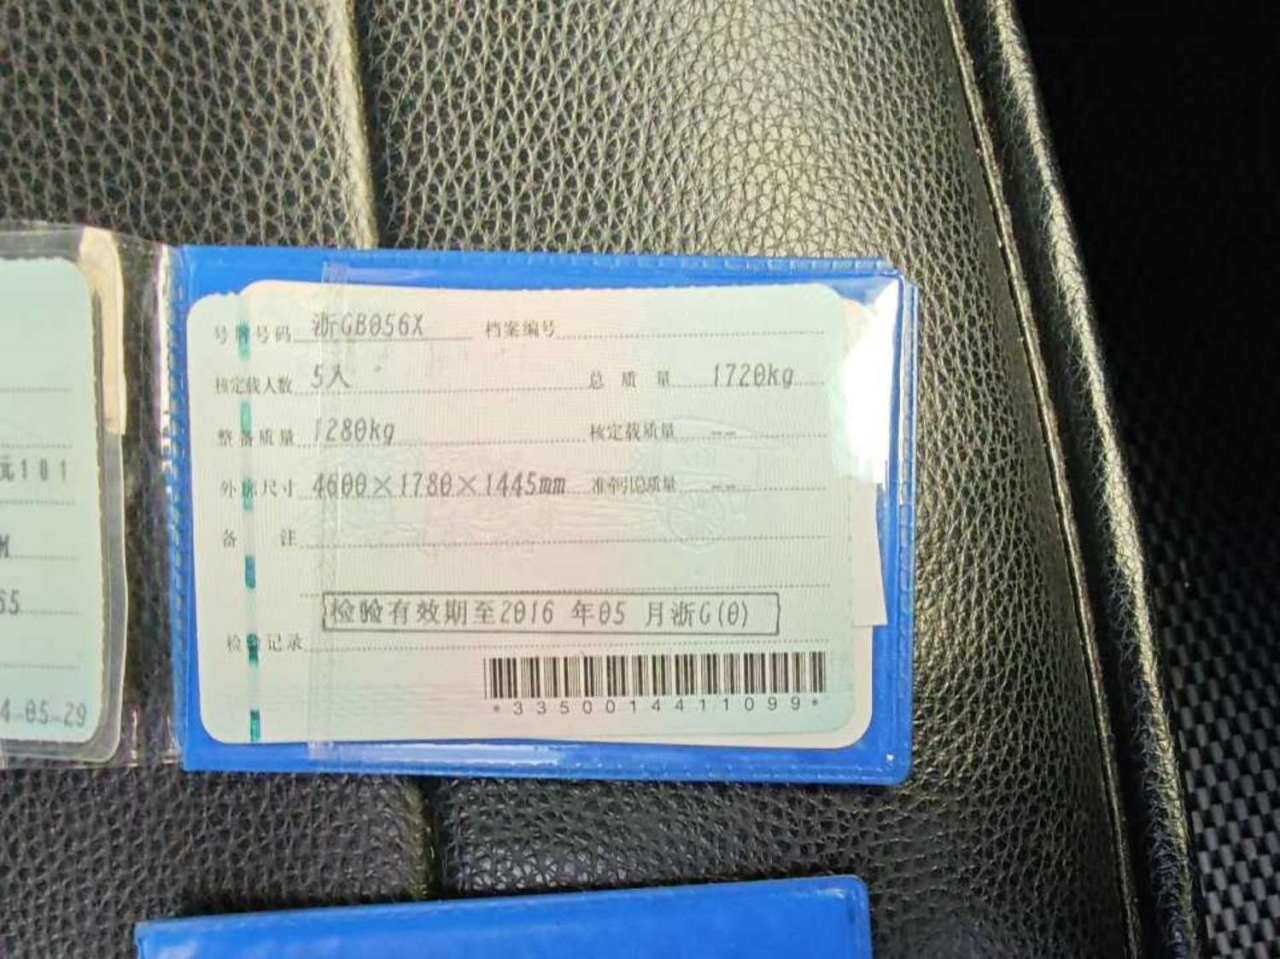 号牌号码 浙GB056X 档案编号
核定载人数 5人 总质量 1720kg
整备质量 1280kg 核定载质量 --
外廓尺寸 4600×1780×1445mm 准牵引总质量 --
备注
检验有效期至2016 年05 月浙G(0)
检验记录
*3350014411099*
元101
M
65
4-05-29